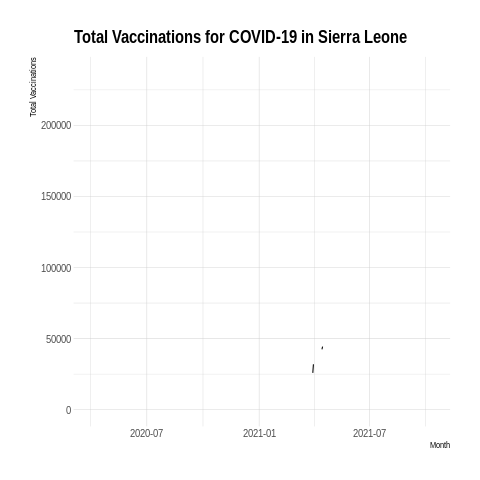 Total Vaccinations for COVID-19 in Sierra Leone
Total Vaccinations
200000
150000
100000
50000
0
2020-07 2021-01 2021-07
Month